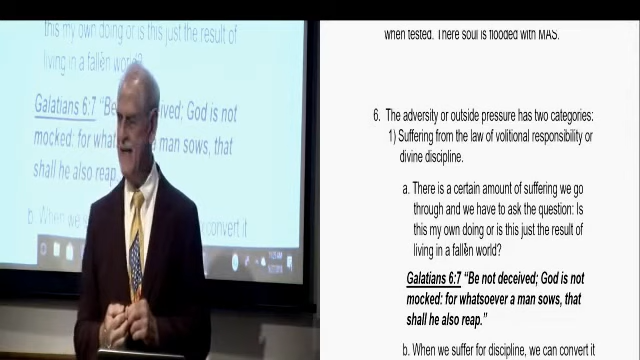 this my own doing or is this just the result of
living in a fallen world?
Galatians 6:7 "Be deceived; God is not
mocked: for a man sows, that
shall he also reap.
b. When we convert it
when tested. There soul is flooded with MAS.
6. The adversity or outside pressure has two categories:
1) Suffering from the law of volitional responsibility or
divine discipline.
a. There is a certain amount of suffering we go
through and we have to ask the question: Is
this my own doing or is this just the result of
living in a fallen world?
Galatians 6:7 "Be not deceived; God is not
mocked: for whatsoever a man sows, that
shall he also reap."
b. When we suffer for discipline, we can convert it